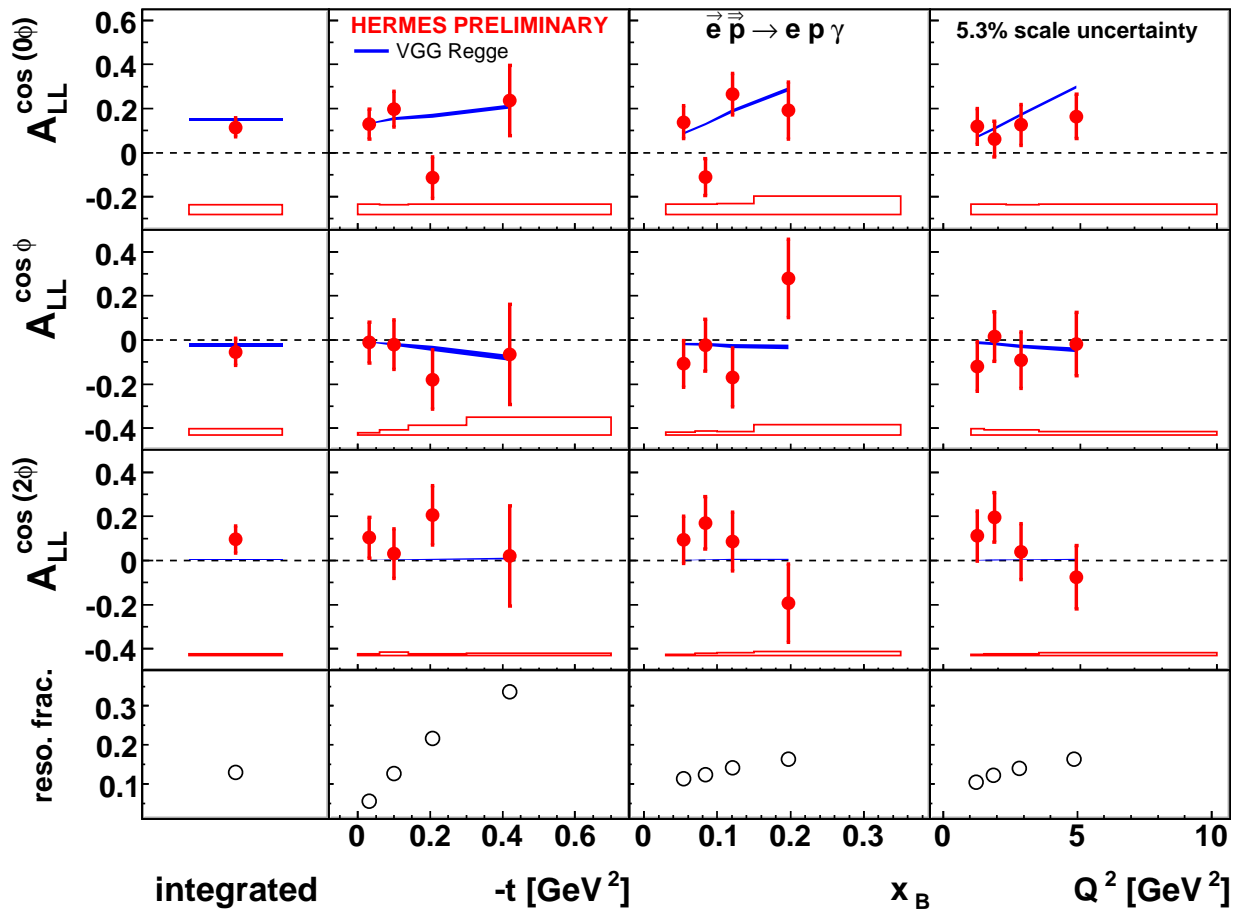 HERMES PRELIMINARY
VGG Regge
e p → e p γ
5.3% scale uncertainty
A_LL^cos (0ϕ)
0.6
0.4
0.2
0
-0.2
A_LL^cos ϕ
0.4
0.2
0
-0.2
-0.4
A_LL^cos (2ϕ)
0.4
0.2
0
-0.2
-0.4
reso. frac.
0.3
0.2
0.1
0 0.2 0.4 0.6
0 0.1 0.2 0.3
0 5 10
integrated
-t [GeV²]
x_B
Q² [GeV²]